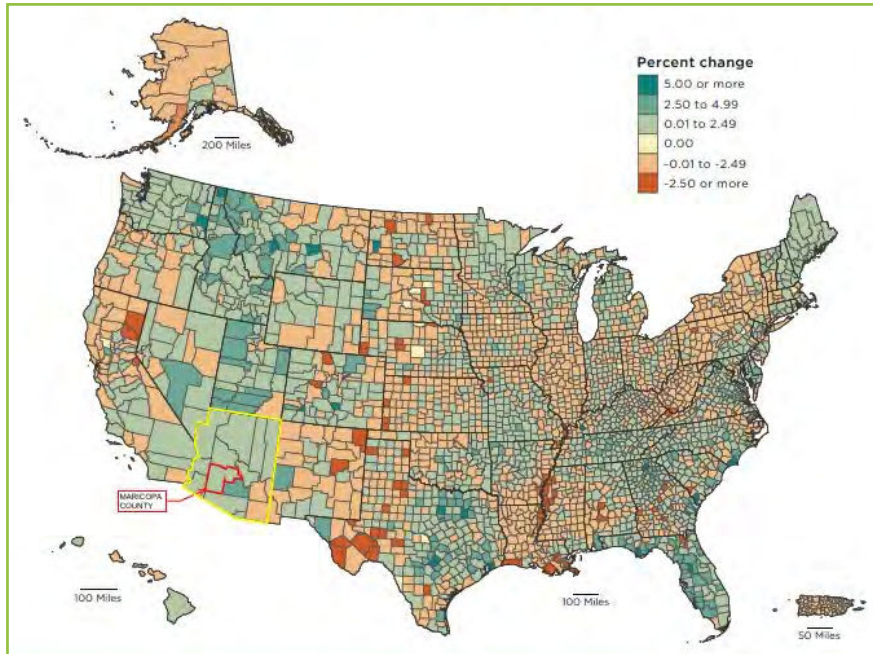 Percent change
5.00 or more
2.50 to 4.99
0.01 to 2.49
0.00
-0.01 to -2.49
-2.50 or more
200 Miles
MARICOPA
COUNTY
100 Miles
100 Miles
50 Miles